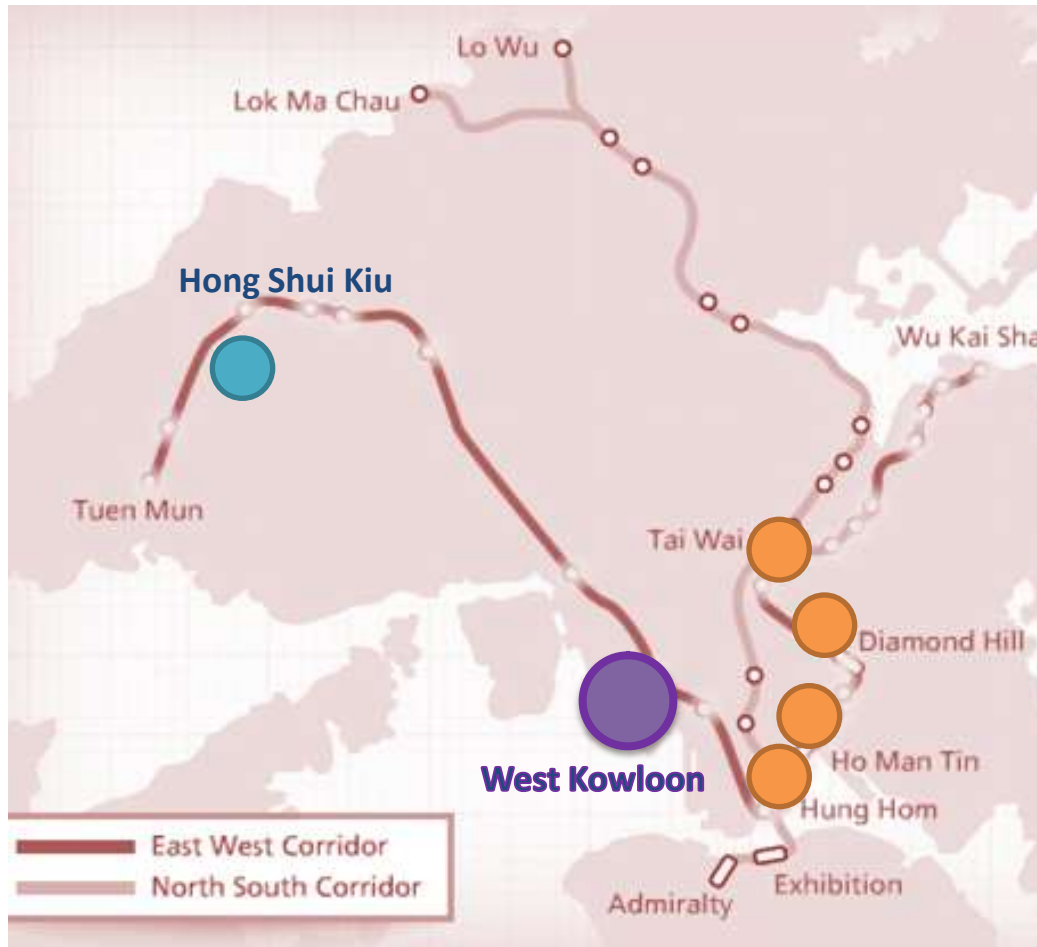 Lo Wu
Lok Ma Chau
Hong Shui Kiu
Wu Kai Sha
Tuen Mun
Tai Wai
Diamond Hill
West Kowloon
Ho Man Tin
Hung Hom
East West Corridor
North South Corridor
Exhibition
Admiralty